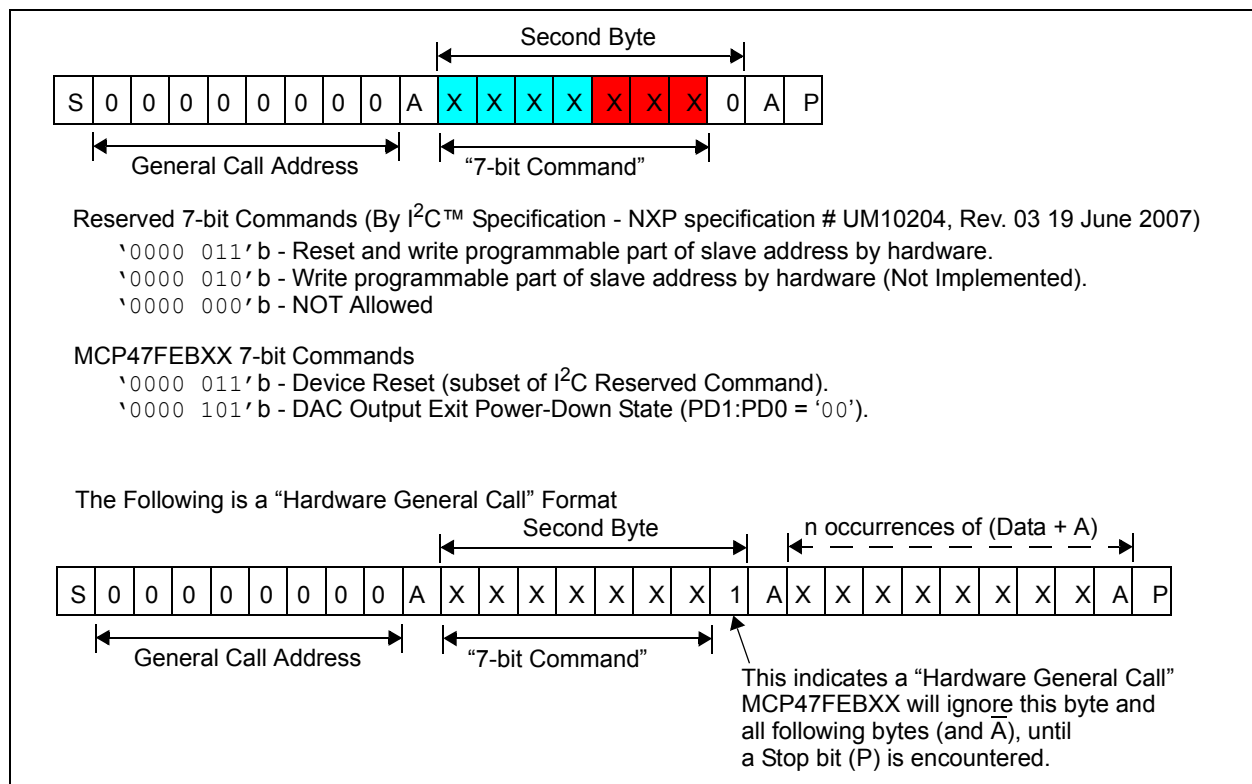 Second Byte
S 0 0 0 0 0 0 0 0 A X X X X X X X 0 A P
General Call Address “7-bit Command”
Reserved 7-bit Commands (By I²C™ Specification - NXP specification # UM10204, Rev. 03 19 June 2007)
‘0000 011’b - Reset and write programmable part of slave address by hardware.
‘0000 010’b - Write programmable part of slave address by hardware (Not Implemented).
‘0000 000’b - NOT Allowed
MCP47FEBXX 7-bit Commands
‘0000 011’b - Device Reset (subset of I²C Reserved Command).
‘0000 101’b - DAC Output Exit Power-Down State (PD1:PD0 = ‘00’).
The Following is a “Hardware General Call” Format
Second Byte n occurrences of (Data + A)
S 0 0 0 0 0 0 0 0 A X X X X X X X 1 A X X X X X X X X A P
General Call Address “7-bit Command”
This indicates a “Hardware General Call”
MCP47FEBXX will ignore this byte and
all following bytes (and A̅), until
a Stop bit (P) is encountered.